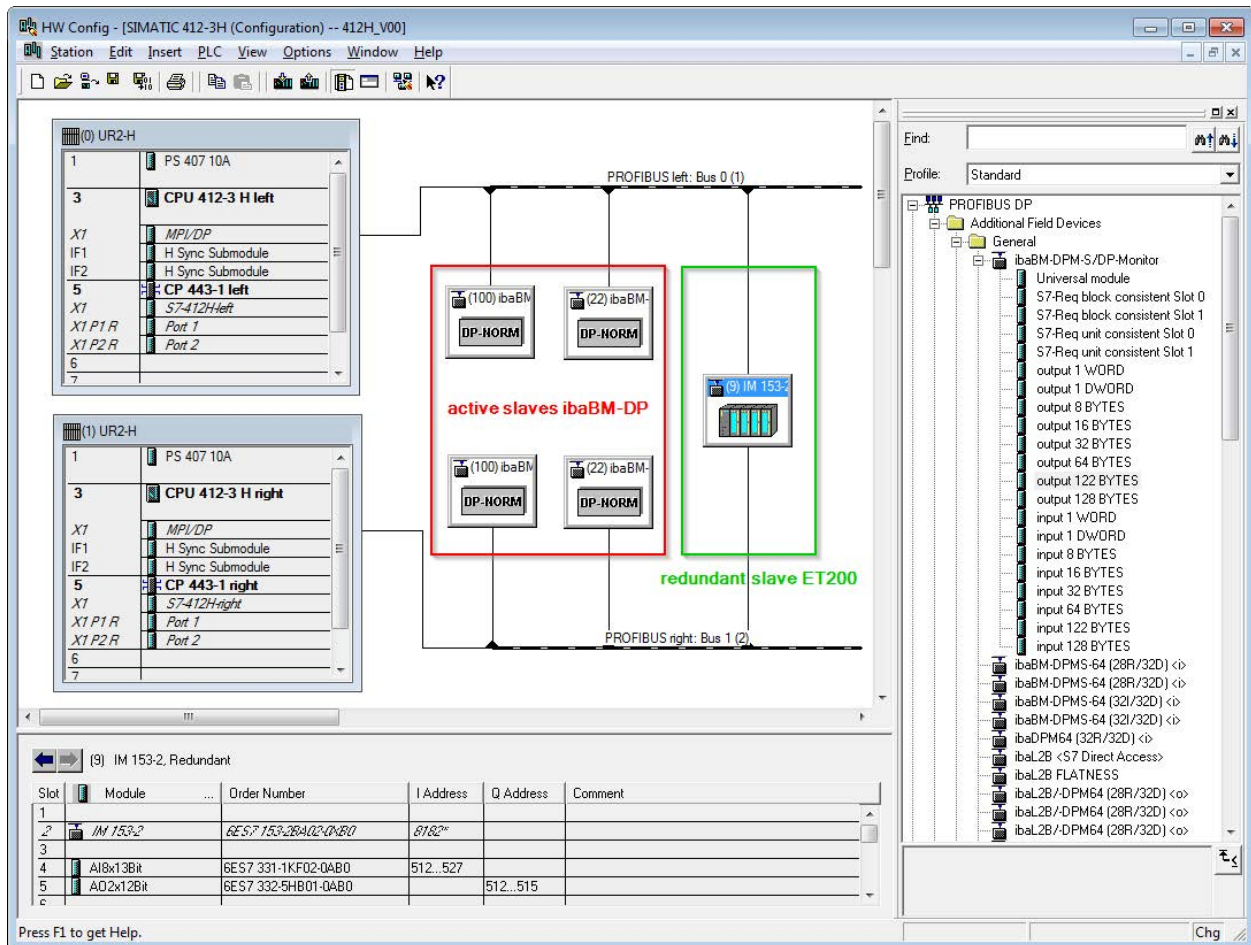 HW Config - [SIMATIC 412-3H (Configuration) -- 412H_V00]
Station Edit Insert PLC View Options Window Help
(0) UR2-H
1 PS 407 10A
3 CPU 412-3 H left
X1 MPI/DP
IF1 H Sync Submodule
IF2 H Sync Submodule
5 CP 443-1 left
X1 S7-412H-left
X1 P1 R Port 1
X1 P2 R Port 2
6
7
(1) UR2-H
1 PS 407 10A
3 CPU 412-3 H right
X1 MPI/DP
IF1 H Sync Submodule
IF2 H Sync Submodule
5 CP 443-1 right
X1 S7-412H-right
X1 P1 R Port 1
X1 P2 R Port 2
6
7
PROFIBUS left: Bus 0 (1)
(100) ibaBM
DP-NORM
(22) ibaBM-
DP-NORM
(9) IM 153-2
active slaves ibaBM-DP
(100) ibaBM
DP-NORM
(22) ibaBM-
DP-NORM
redundant slave ET200
PROFIBUS right: Bus 1 (2)
Find:
Profile: Standard
PROFIBUS DP
Additional Field Devices
General
ibaBM-DPM-S/DP-Monitor
Universal module
S7-Req block consistent Slot 0
S7-Req block consistent Slot 1
S7-Req unit consistent Slot 0
S7-Req unit consistent Slot 1
output 1 WORD
output 1 DWORD
output 8 BYTES
output 16 BYTES
output 32 BYTES
output 64 BYTES
output 122 BYTES
output 128 BYTES
input 1 WORD
input 1 DWORD
input 8 BYTES
input 16 BYTES
input 32 BYTES
input 64 BYTES
input 122 BYTES
input 128 BYTES
ibaBM-DPMS-64 (28R/32D) <i>
ibaBM-DPMS-64 (28R/32D) <i>
ibaBM-DPMS-64 (32I/32D) <i>
ibaBM-DPMS-64 (32I/32D) <i>
ibaDPM64 (32R/32D) <i>
ibaL2B <S7 Direct Access>
ibaL2B FLATNESS
ibaL2B/-DPM64 (28R/32D) <o>
ibaL2B/-DPM64 (28R/32D) <o>
ibaL2B/-DPM64 (28R/32D) <o>
(9) IM 153-2, Redundant
Slot Module ... Order Number I Address Q Address Comment
1
2 IM 153-2 6ES7 153-2BA02-0XB0 8182*
3
4 AI8x13Bit 6ES7 331-1KF02-0AB0 512...527
5 AO2x12Bit 6ES7 332-5HB01-0AB0 512...515
6
Press F1 to get Help.
Chg